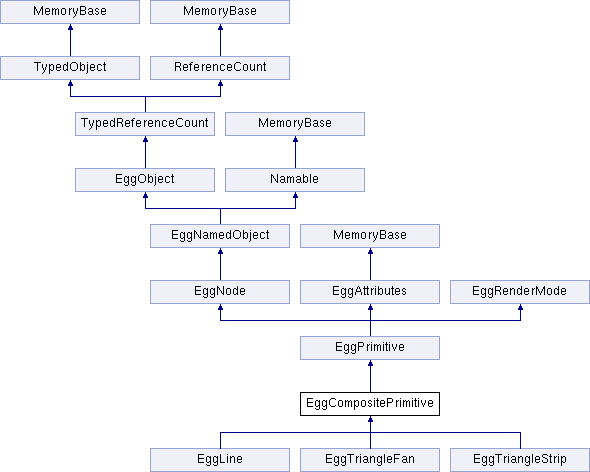 MemoryBase
MemoryBase
TypedObject
ReferenceCount
TypedReferenceCount
MemoryBase
EggObject
Namable
EggNamedObject
MemoryBase
EggNode
EggAttributes
EggRenderMode
EggPrimitive
EggCompositePrimitive
EggLine
EggTriangleFan
EggTriangleStrip